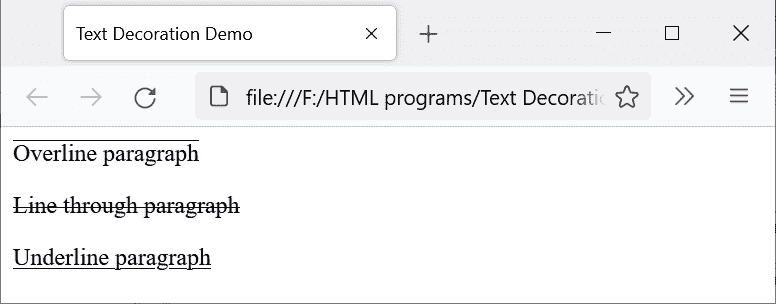 Text Decoration Demo
file:///F:/HTML programs/Text Decoratio
Overline paragraph
Line through paragraph
Underline paragraph